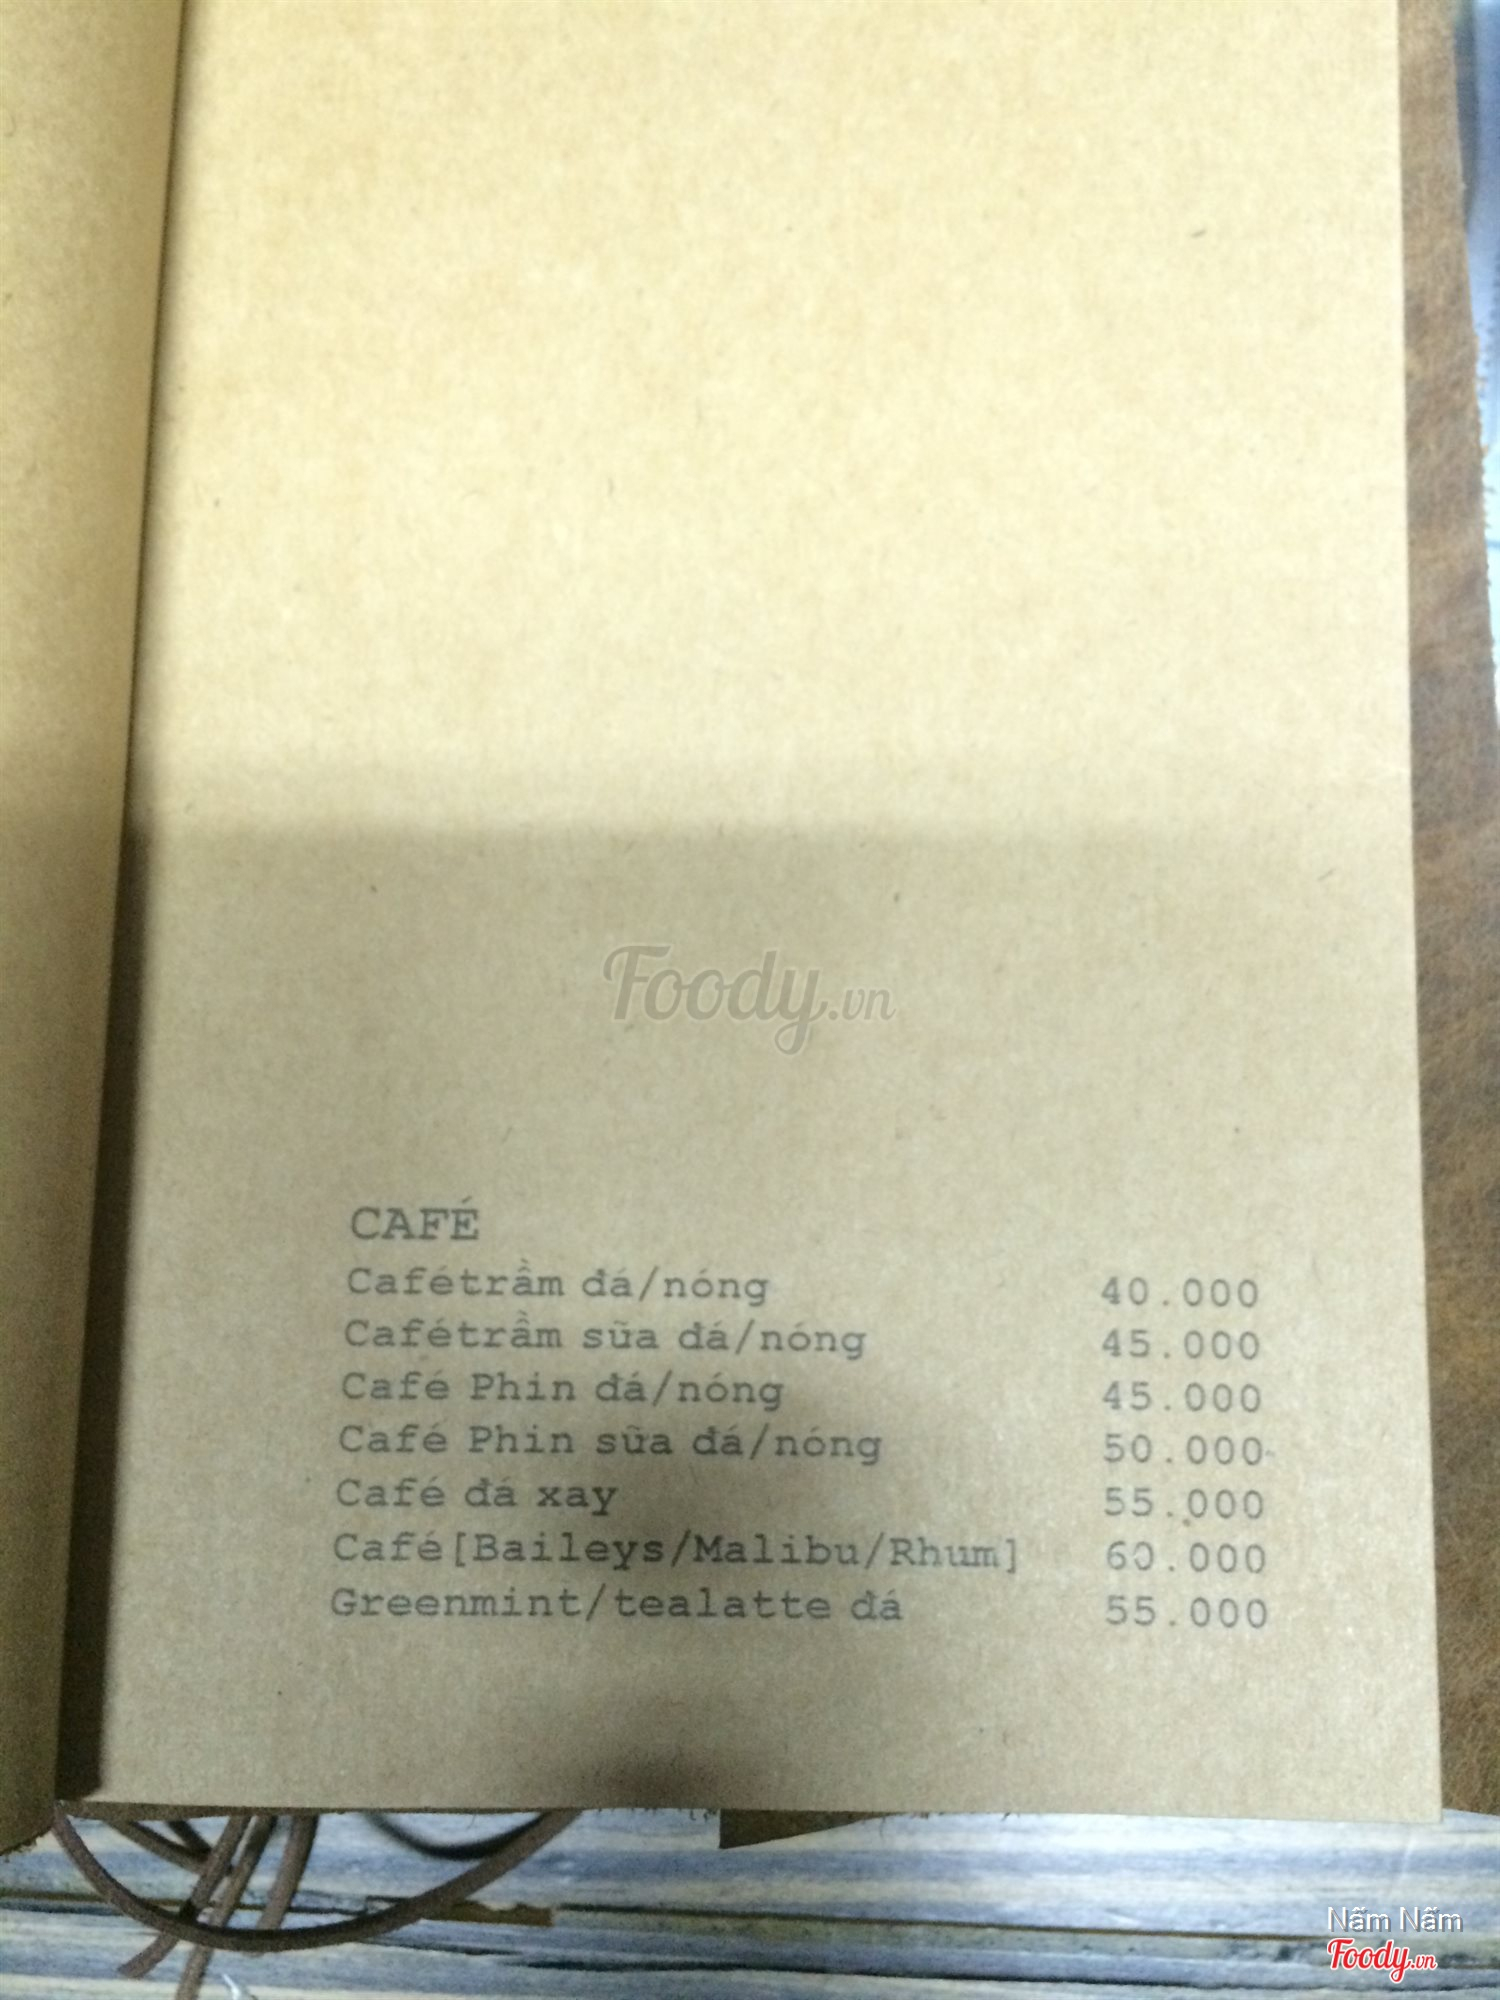 Foody.vn
CAFÉ
Cafétrầm đá/nóng 40.000
Cafétrầm sữa đá/nóng 45.000
Café Phin đá/nóng 45.000
Café Phin sữa đá/nóng 50.000
Café đá xay 55.000
Café[Baileys/Malibu/Rhum] 60.000
Greenmint/tealatte đá 55.000
Nấm Nấm
Foody.vn